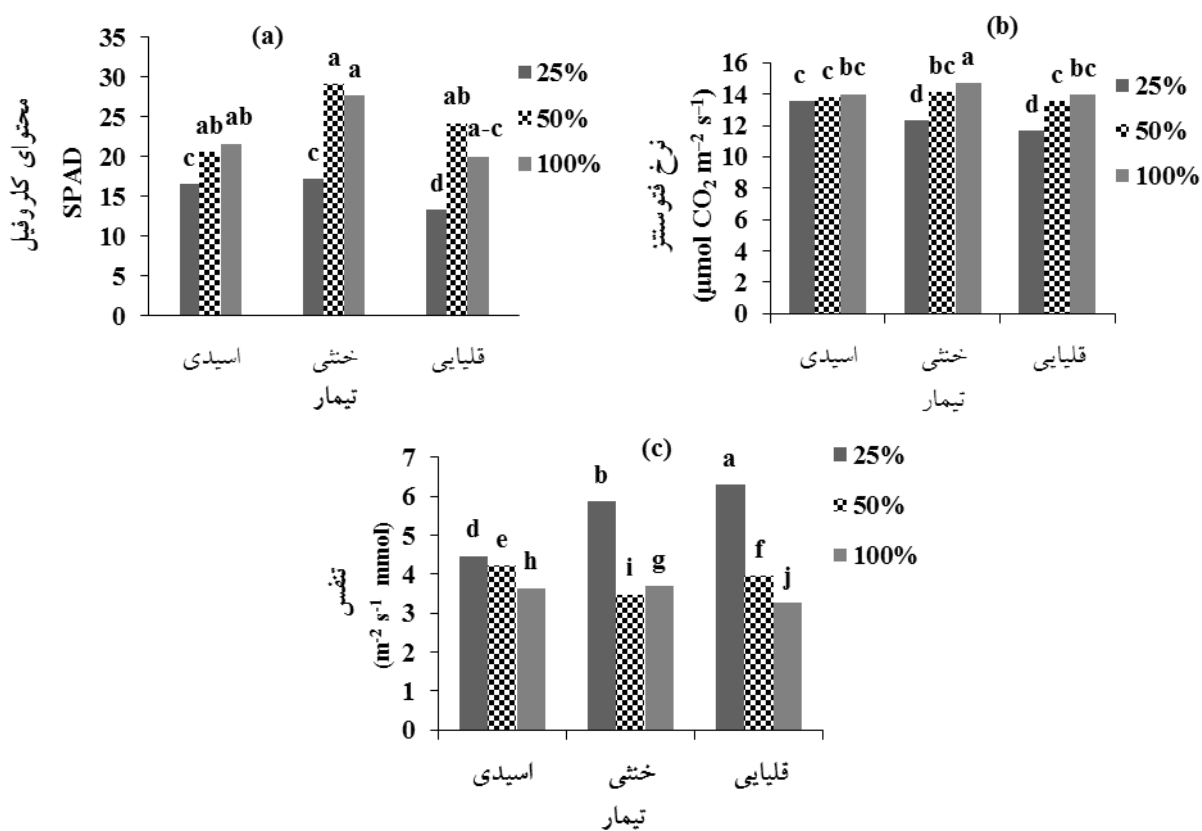 (a)
محتوای کلروفیل
SPAD
35
30
25
20
15
10
5
0
c ab ab
c a a
d ab a-c
25%
50%
100%
اسیدی خنثی قلیایی
تیمار
(b)
نرخ فتوسنتز
(µmol CO₂ m⁻² s⁻¹)
16
14
12
10
8
6
4
2
0
c c bc
d bc a
d c bc
25%
50%
100%
اسیدی خنثی قلیایی
تیمار
(c)
تنفس
(m⁻² s⁻¹ mmol)
7
6
5
4
3
2
1
0
d e h
b i g
a f j
25%
50%
100%
اسیدی خنثی قلیایی
تیمار